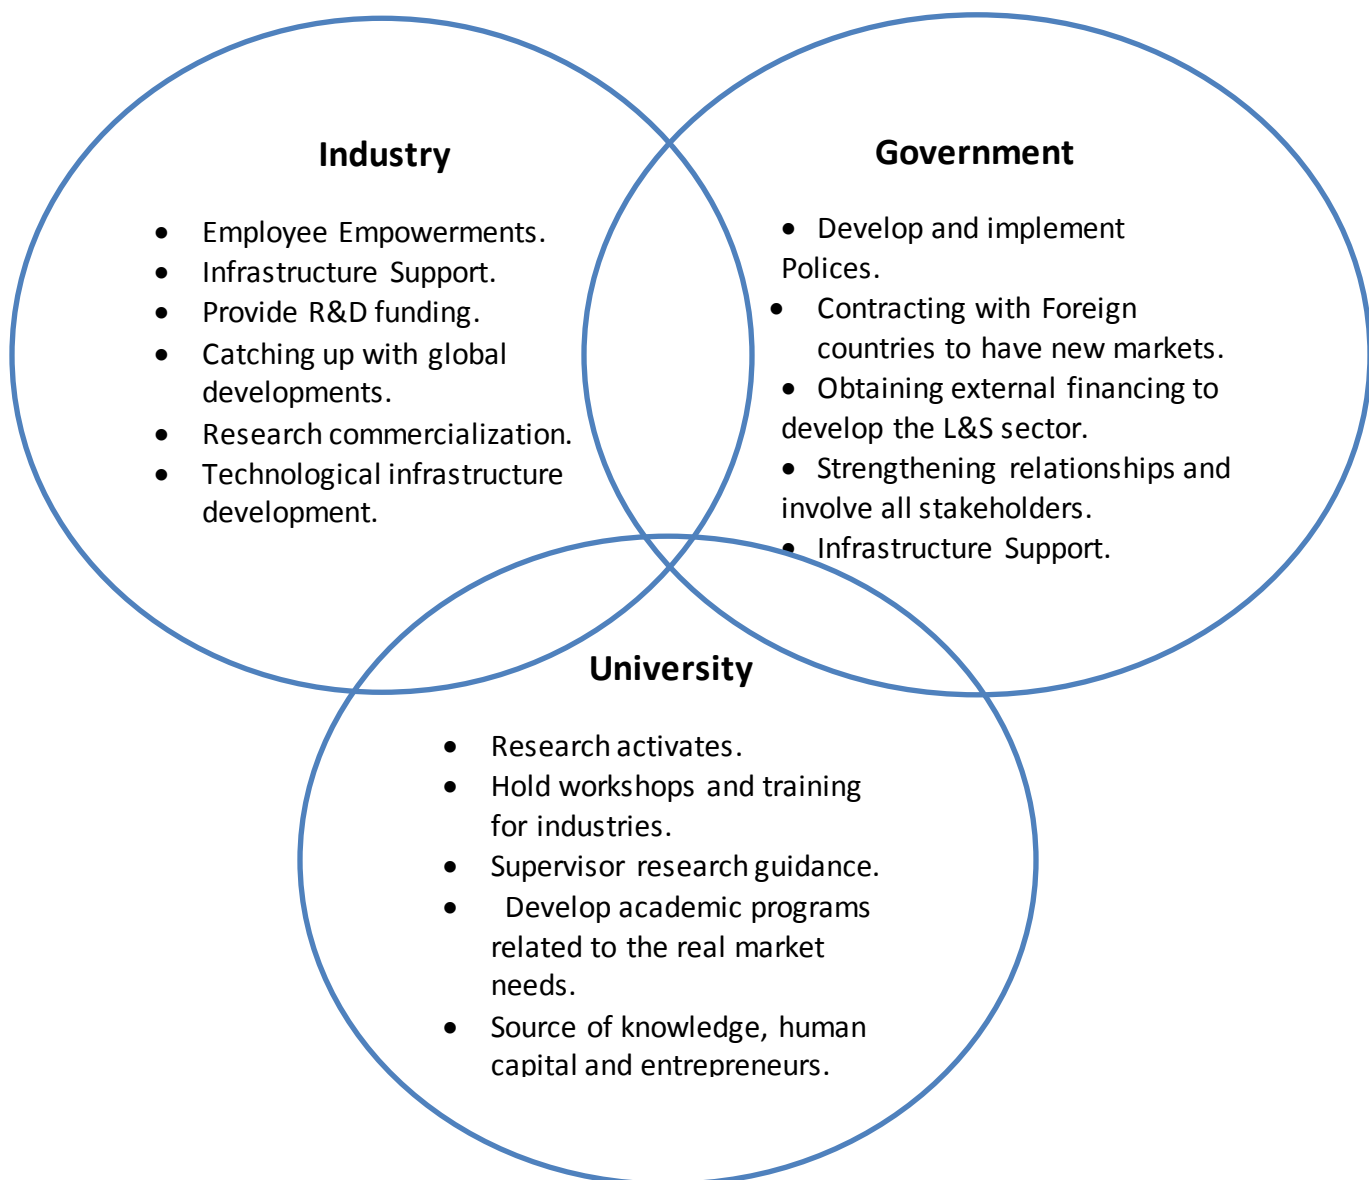 Industry
• Employee Empowerments.
• Infrastructure Support.
• Provide R&D funding.
• Catching up with global
developments.
• Research commercialization.
• Technological infrastructure
development.
Government
• Develop and implement
Polices.
• Contracting with Foreign
countries to have new markets.
• Obtaining external financing to
develop the L&S sector.
• Strengthening relationships and
involve all stakeholders.
• Infrastructure Support.
University
• Research activates.
• Hold workshops and training
for industries.
• Supervisor research guidance.
• Develop academic programs
related to the real market
needs.
• Source of knowledge, human
capital and entrepreneurs.